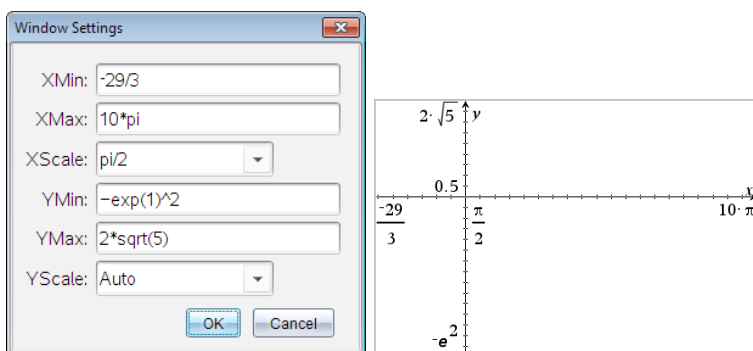 Window Settings
XMin: -29/3
XMax: 10*pi
XScale: pi/2
YMin: −exp(1)^2
YMax: 2*sqrt(5)
YScale: Auto
OK Cancel
2·√5 y
0.5 x
-29/3 π/2 10·π
-e²